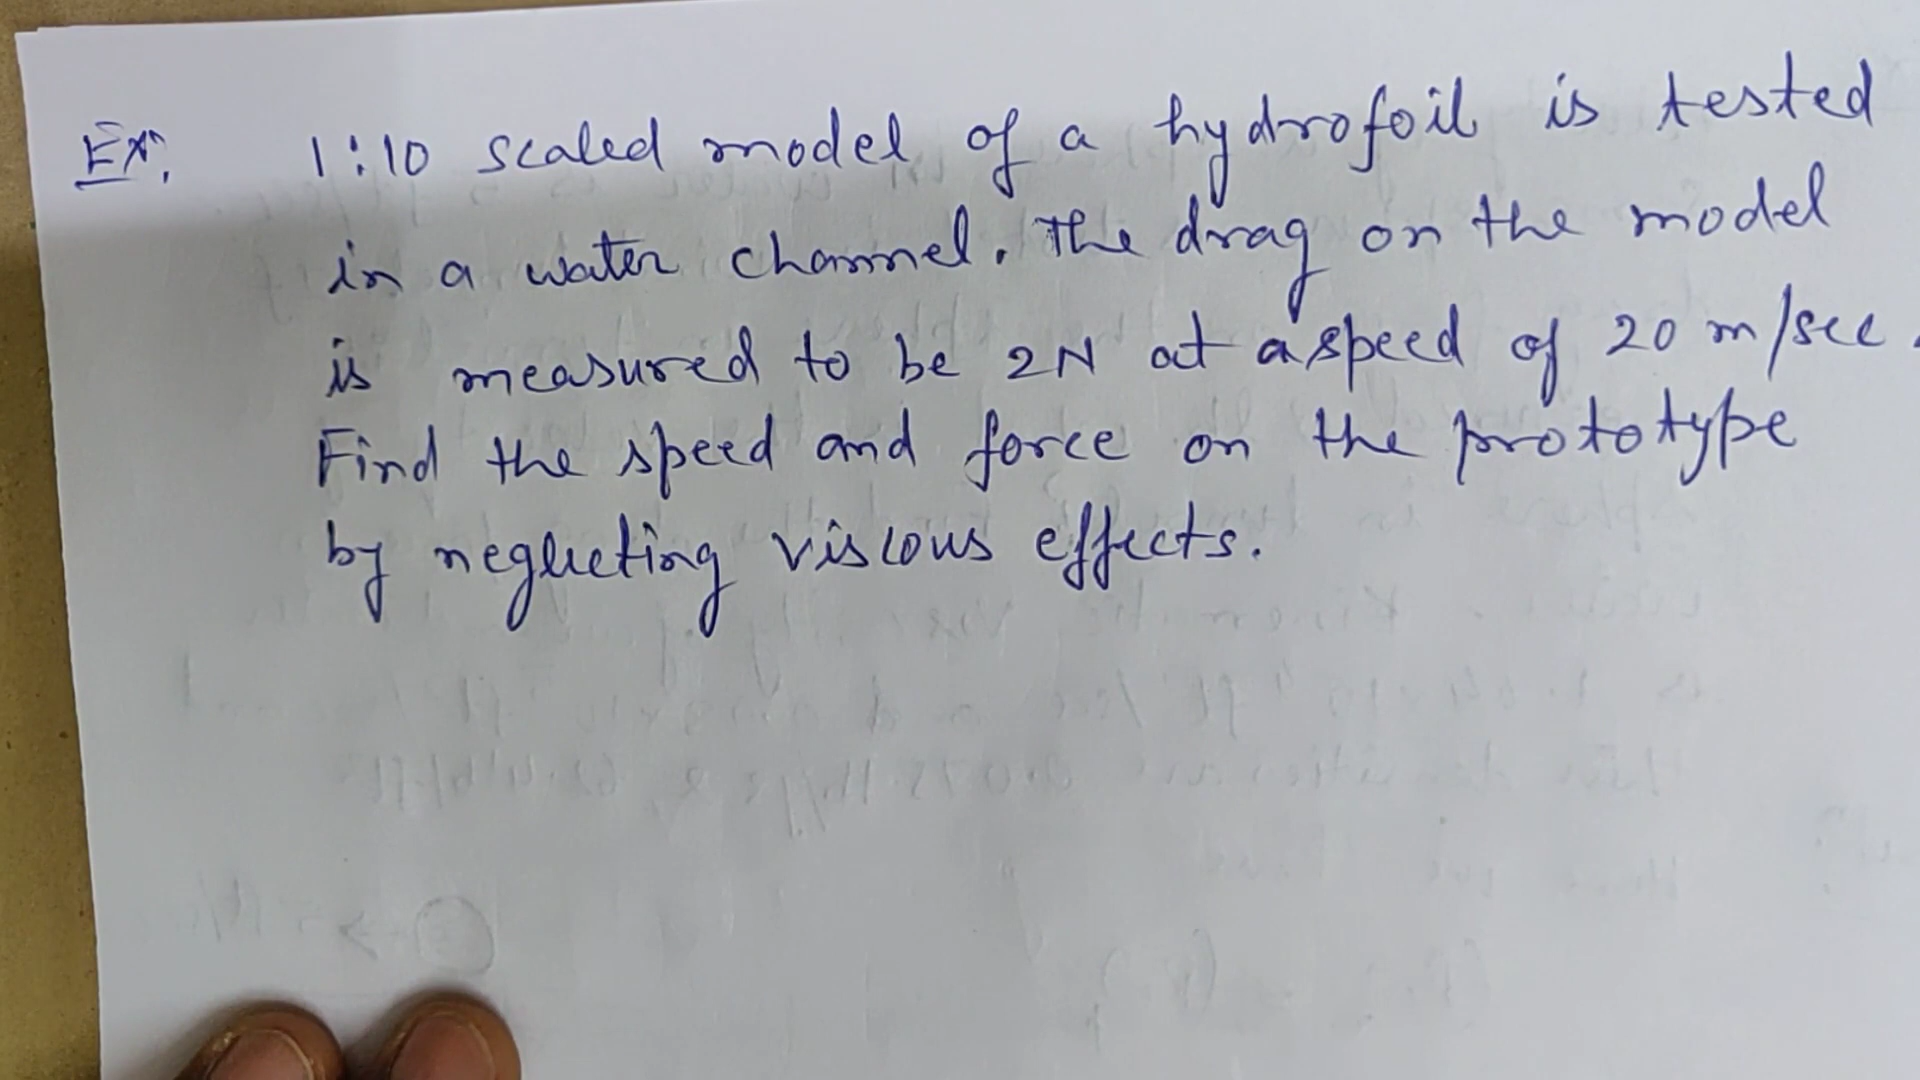 Ex. 1:10 scaled model of a hydrofoil is tested
in a water channel. The drag on the model
is measured to be 2N at a speed of 20 m/sec.
Find the speed and force on the prototype
by neglecting viscous effects.